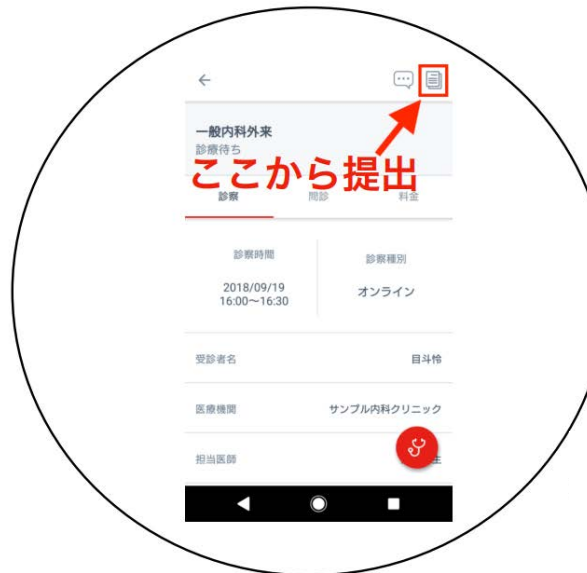 一般内科外来
診療待ち
ここから提出
診察 問診 料金
診察時間 診察種別
2018/09/19
16:00〜16:30
オンライン
受診者名 目斗怜
医療機関 サンプル内科クリニック
担当医師